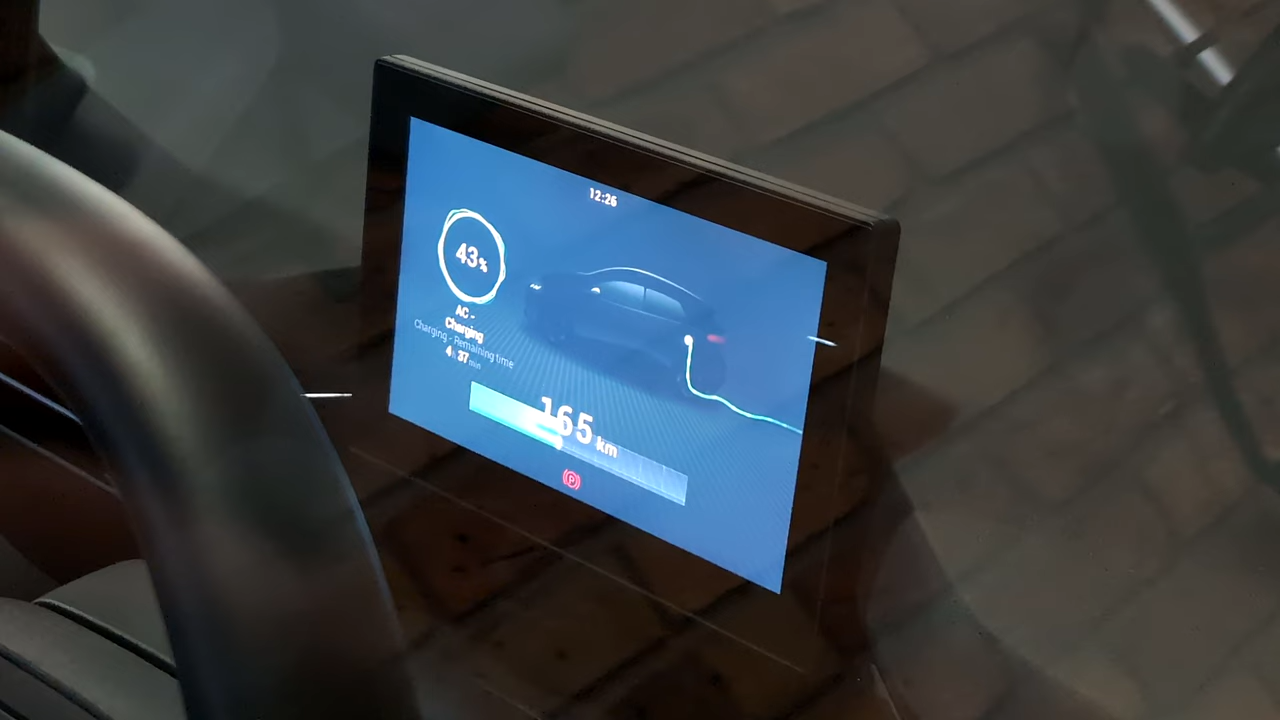 12:26
43%
AC -
Charging
Charging - Remaining time
4h 37min
165 km
P